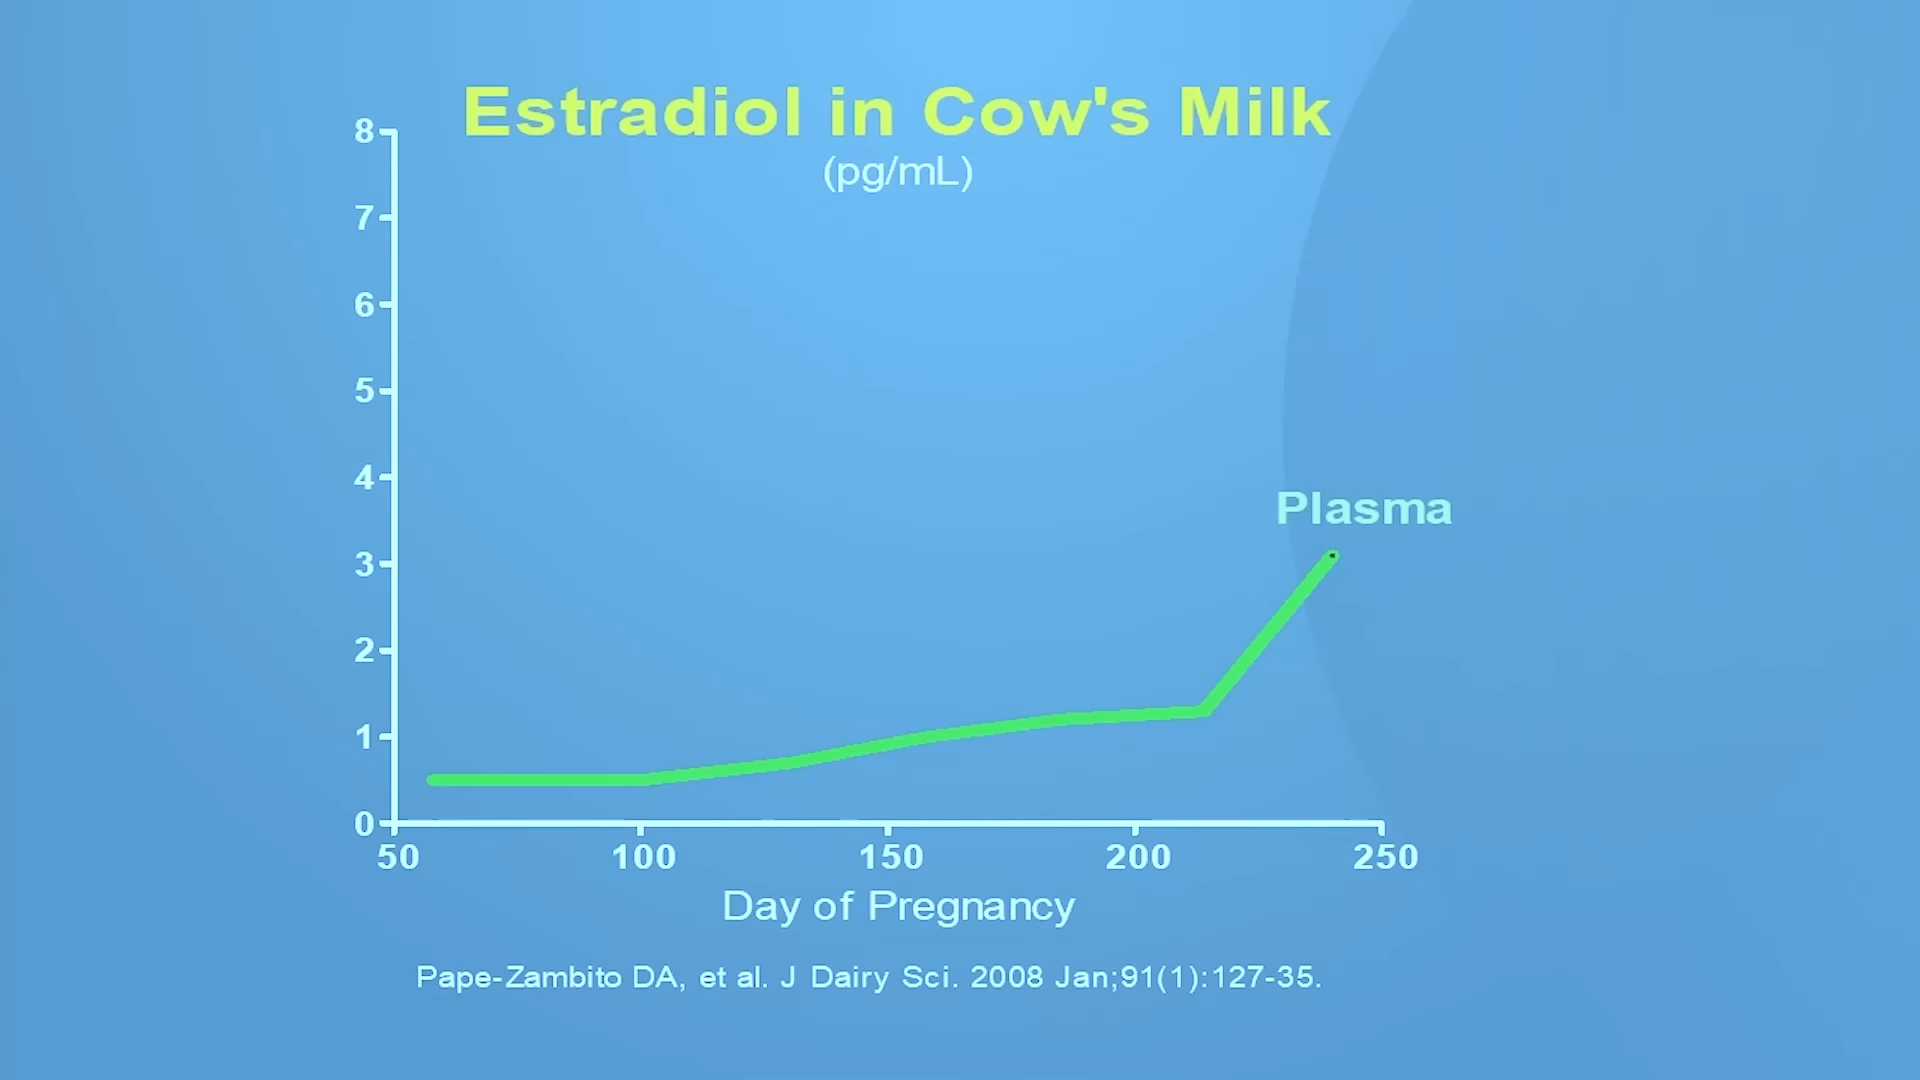 Estradiol in Cow's Milk
(pg/mL)
8
7
6
5
4
3
2
1
0
Plasma
50 100 150 200 250
Day of Pregnancy
Pape-Zambito DA, et al. J Dairy Sci. 2008 Jan;91(1):127-35.